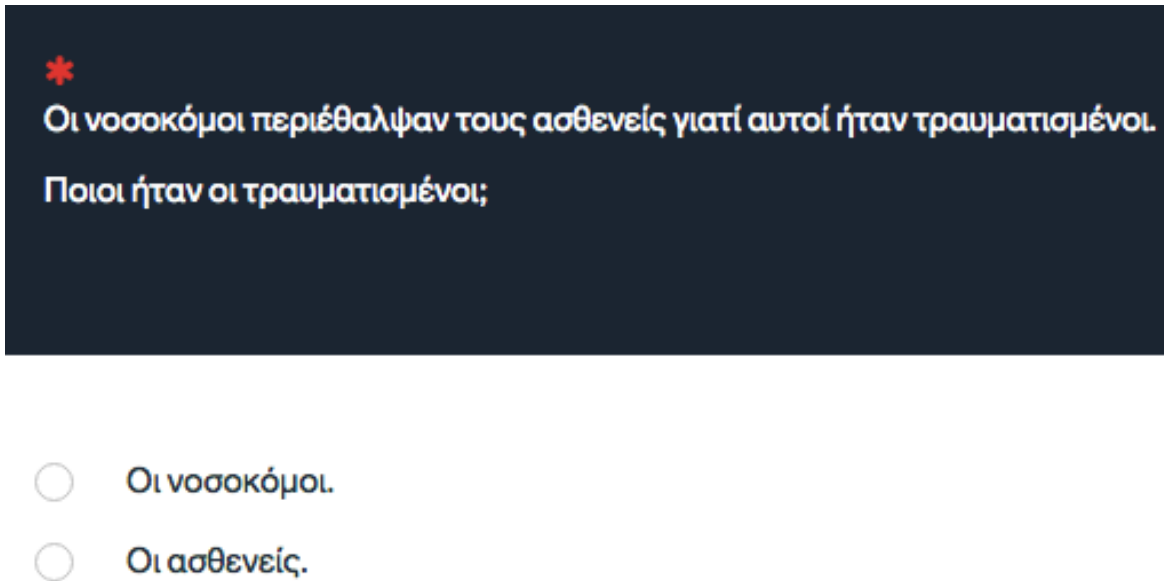 *
Οι νοσοκόμοι περιέθαλψαν τους ασθενείς γιατί αυτοί ήταν τραυματισμένοι.
Ποιοι ήταν οι τραυματισμένοι;
Οι νοσοκόμοι.
Οι ασθενείς.